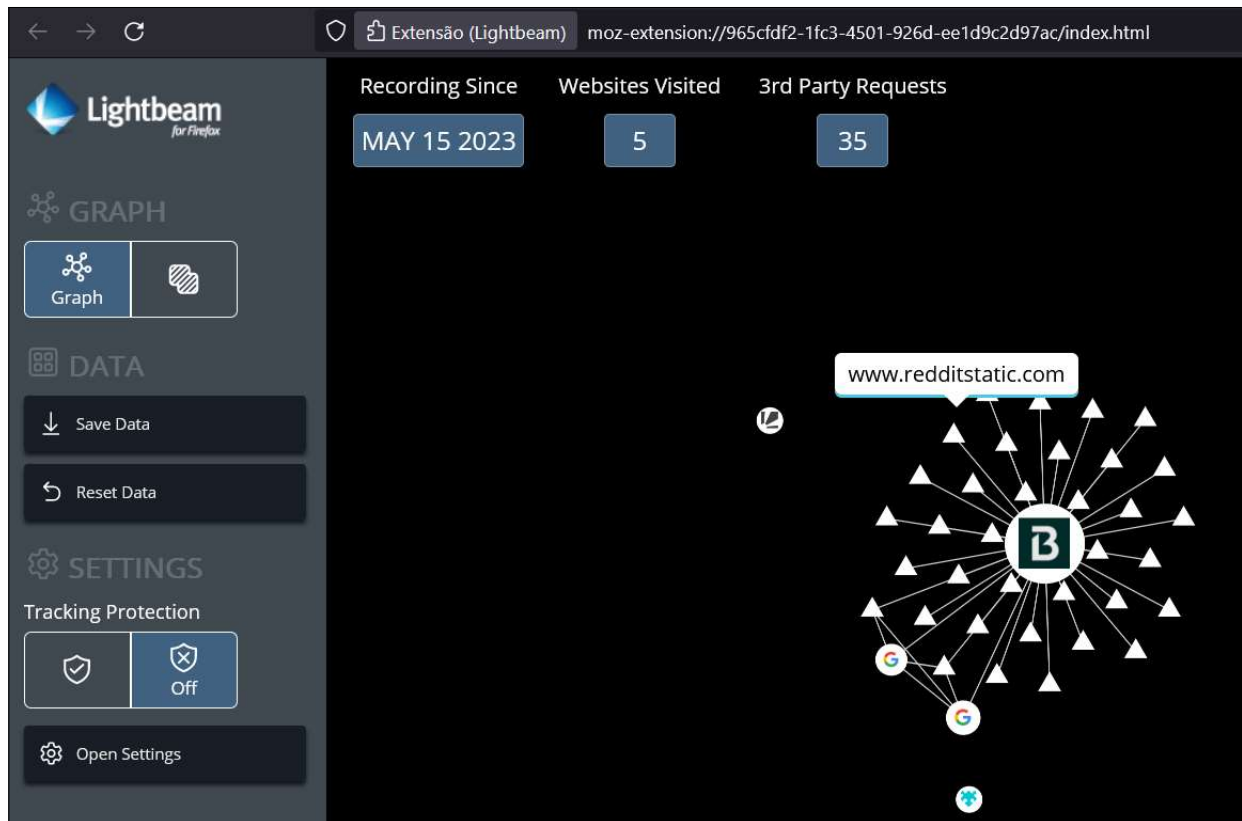 Extensão (Lightbeam) moz-extension://965cfdf2-1fc3-4501-926d-ee1d9c2d97ac/index.html
Lightbeam
for Firefox
Recording Since Websites Visited 3rd Party Requests
MAY 15 2023 5 35
GRAPH
Graph
DATA
Save Data
Reset Data
SETTINGS
Tracking Protection
Off
Open Settings
www.redditstatic.com
B
G
G